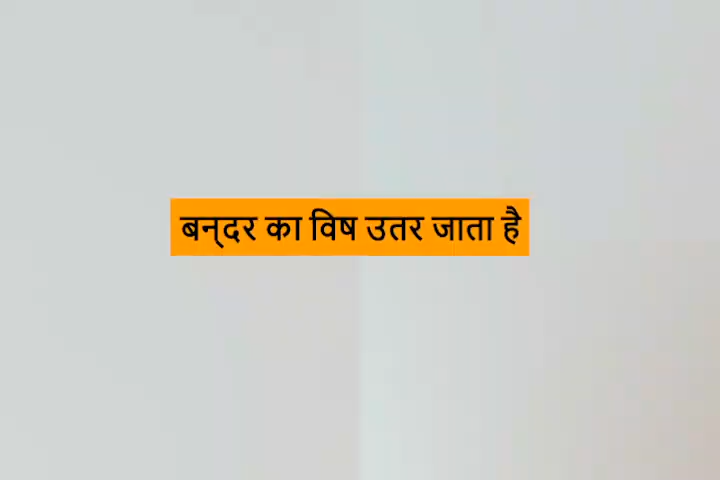 बन्दर का विष उतर जाता है